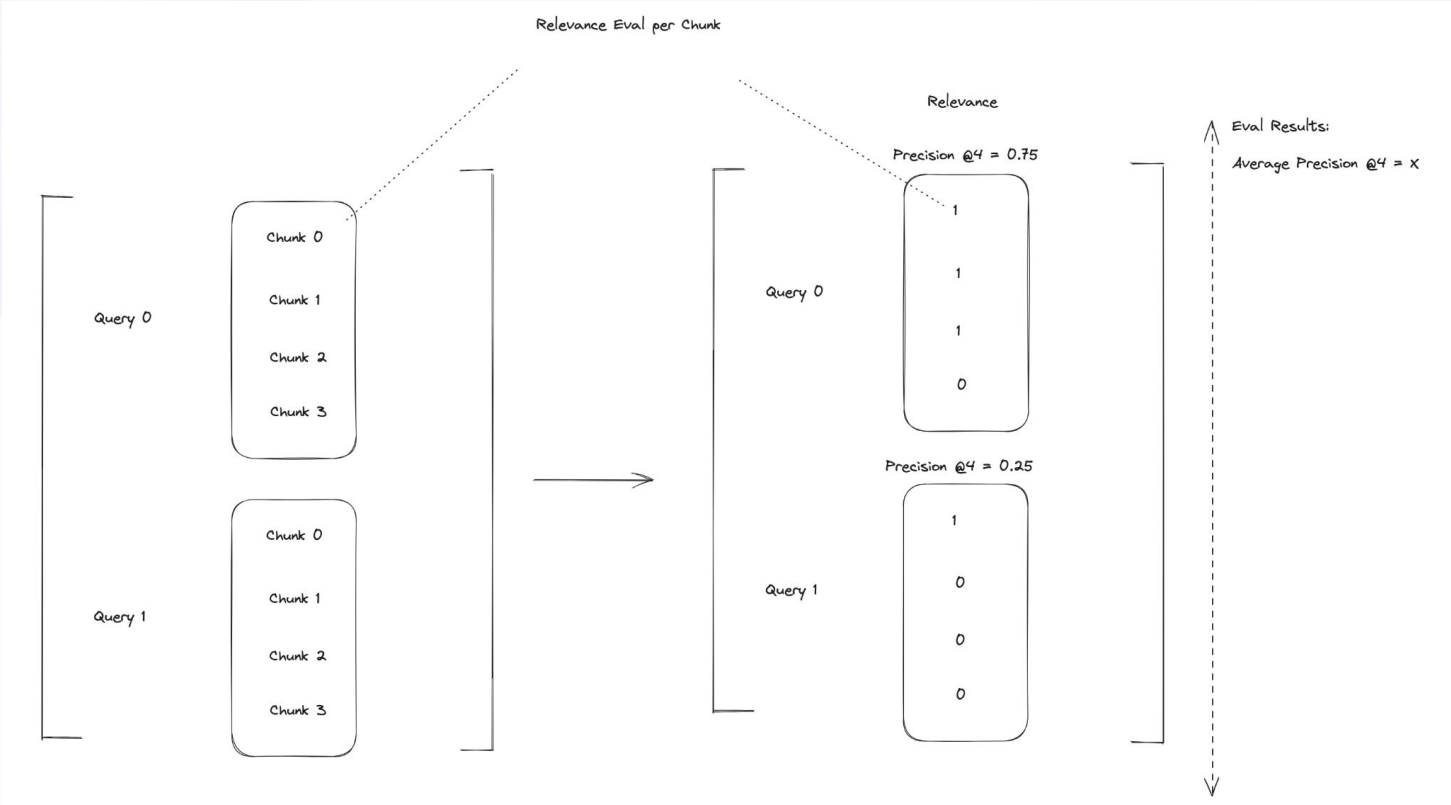 Relevance Eval per Chunk
Query 0
Chunk 0
Chunk 1
Chunk 2
Chunk 3
Query 1
Chunk 0
Chunk 1
Chunk 2
Chunk 3
Relevance
Precision @4 = 0.75
Query 0
1
1
1
0
Precision @4 = 0.25
Query 1
1
0
0
0
Eval Results:
Average Precision @4 = x